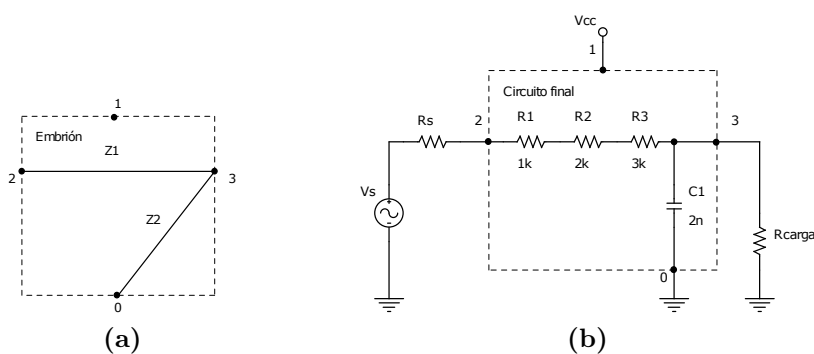 1
Embrión
Z1
2
3
Z2
0
(a)
Vcc
1
Circuito final
Rs
2
R1
R2
R3
3
1k
2k
3k
Vs
C1
2n
Rcarga
0
(b)